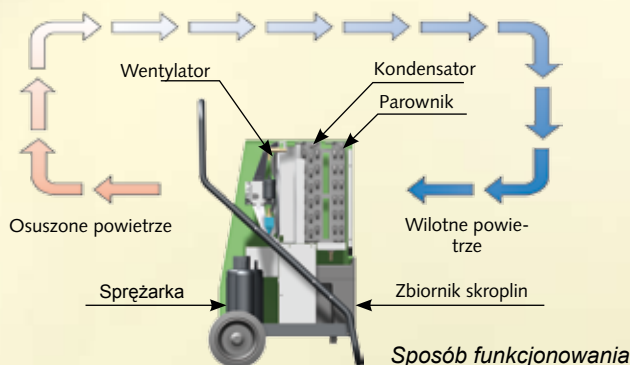 Wentylator
Kondensator
Parownik
Osuszone powietrze
Wilotne powie-
trze
Sprężarka
Zbiornik skroplin
Sposób funkcjonowania